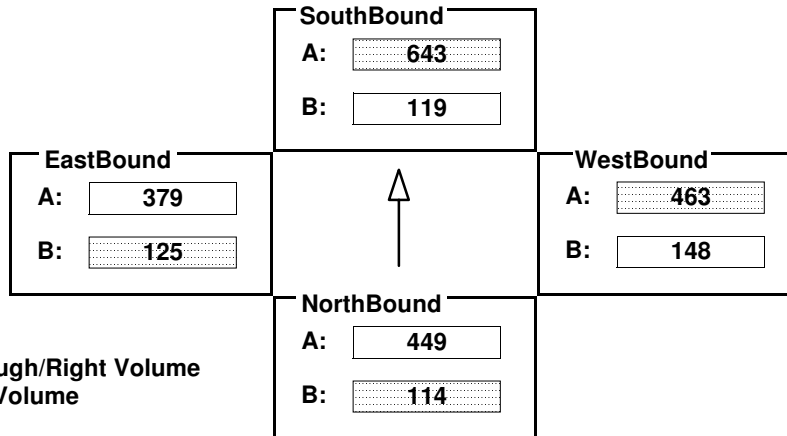 SouthBound
A: 643
B: 119
EastBound
A: 379
B: 125
WestBound
A: 463
B: 148
NorthBound
A: 449
B: 114
ugh/Right Volume
Volume